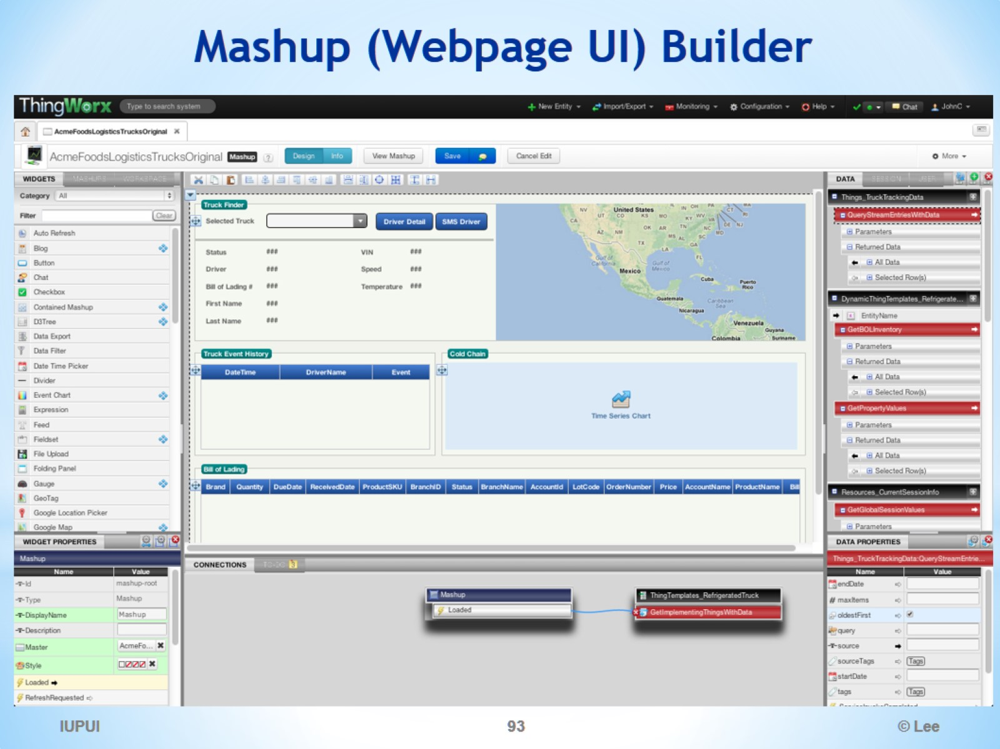 Mashup (Webpage UI) Builder
ThingWorx Type to search system New Entity Import/Export Monitoring Configuration Help Chat JohnC
AcmeFoodsLogisticsTrucksOriginal
AcmeFoodsLogisticsTrucksOriginal Mashup ? Design Info View Mashup Save Cancel Edit More
WIDGETS MASHUPS WORKSPACE
Category All
Filter Clear
Auto Refresh
Blog
Button
Chat
Checkbox
Contained Mashup
D3Tree
Data Export
Data Filter
Date Time Picker
Divider
Event Chart
Expression
Feed
Fieldset
File Upload
Folding Panel
Gauge
GeoTag
Google Location Picker
Google Map
WIDGET PROPERTIES
Mashup
Name Value
Id mashup-root
Type Mashup
DisplayName Mashup
Description
Master AcmeFo...
Style
Loaded
RefreshRequested
Truck Finder
Selected Truck Driver Detail SMS Driver
Status ### VIN ###
Driver ### Speed ###
Bill of Lading # ### Temperature ###
First Name ###
Last Name ###
United States
NV UT CO KS MO IL IN OH PA KY WV VA MD DE NJ CT RI MA
CA AZ NM OK AR TN NC SC MS AL GA TX LA FL
Gulf of California
Gulf of Mexico
Mexico
Cuba
Puerto Rico
Guatemala
Caribbean Sea
Nicaragua
Venezuela
Guyana
Colombia
Suriname
Truck Event History
DateTime DriverName Event
Cold Chain
Time Series Chart
Bill of Lading
Brand Quantity DueDate ReceivedDate ProductSKU BranchID Status BranchName AccountId LotCode OrderNumber Price AccountName ProductName Bill
CONNECTIONS TO-DO 3
Mashup
Loaded
ThingTemplates_RefrigeratedTruck
GetImplementingThingsWithData
DATA SESSION USER
Things_TruckTrackingData
QueryStreamEntriesWithData
Parameters
Returned Data
All Data
Selected Row(s)
DynamicThingTemplates_Refrigerate...
EntityName
GetBOLInventory
Parameters
Returned Data
All Data
Selected Row(s)
GetPropertyValues
Parameters
Returned Data
All Data
Selected Row(s)
Resources_CurrentSessionInfo
GetGlobalSessionValues
Parameters
DATA PROPERTIES
Things_TruckTrackingData:QueryStreamEntrie...
Name Value
endDate
# maxItems
oldestFirst
query
source
sourceTags Tags
startDate
tags Tags
IUPUI 93 © Lee